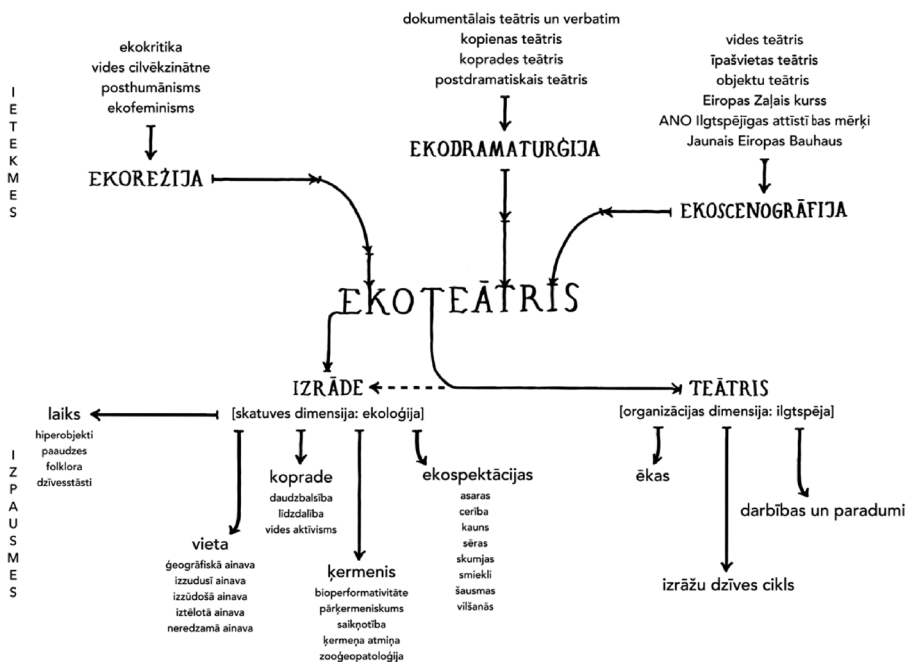 IETEKMES
ekokritika
vides cilvēkzinātne
posthumānisms
ekofeminisms
EKOREŽIJA
dokumentālais teātris un verbatim
kopienas teātris
koprades teātris
postdramatiskais teātris
EKODRAMATURĢIJA
vides teātris
īpašvietas teātris
objektu teātris
Eiropas Zaļais kurss
ANO Ilgtspējīgas attīstības mērķi
Jaunais Eiropas Bauhaus
EKOSCENOGRĀFIJA
EKOTEĀTRIS
IZPAUSMES
IZRĀDE
[skatuves dimensija: ekoloģija]
laiks
hiperobjekti
paaudzes
folklora
dzīvesstāsti
vieta
ģeogrāfiskā ainava
izzudusī ainava
izzūdošā ainava
iztēlotā ainava
neredzamā ainava
koprade
daudzbalsība
līdzdalība
vides aktīvisms
ķermenis
bioperformativitāte
pārķermeniskums
saikņotība
ķermeņa atmiņa
zooģeopatoloģija
ekospektācijas
asaras
cerība
kauns
sēras
skumjas
smiekli
šausmas
vilšanās
TEĀTRIS
[organizācijas dimensija: ilgtspēja]
ēkas
izrāžu dzīves cikls
darbības un paradumi